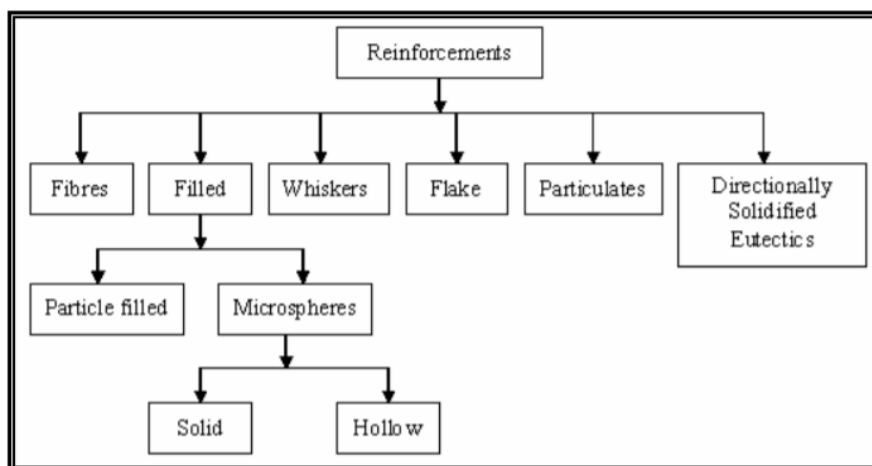 Reinforcements
Fibres
Filled
Whiskers
Flake
Particulates
Directionally
Solidified
Eutectics
Particle filled
Microspheres
Solid
Hollow